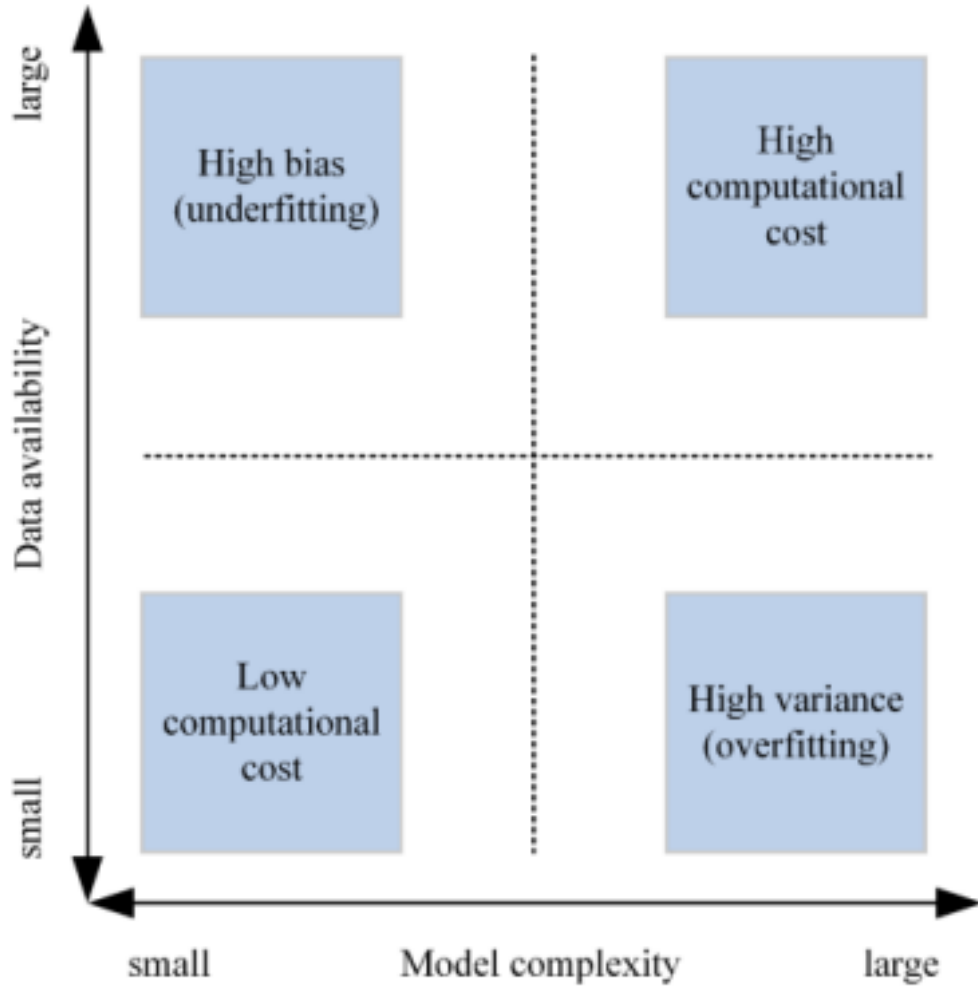 large
High bias
(underfitting)
High
computational
cost
Data availability
Low
computational
cost
High variance
(overfitting)
small
small
Model complexity
large